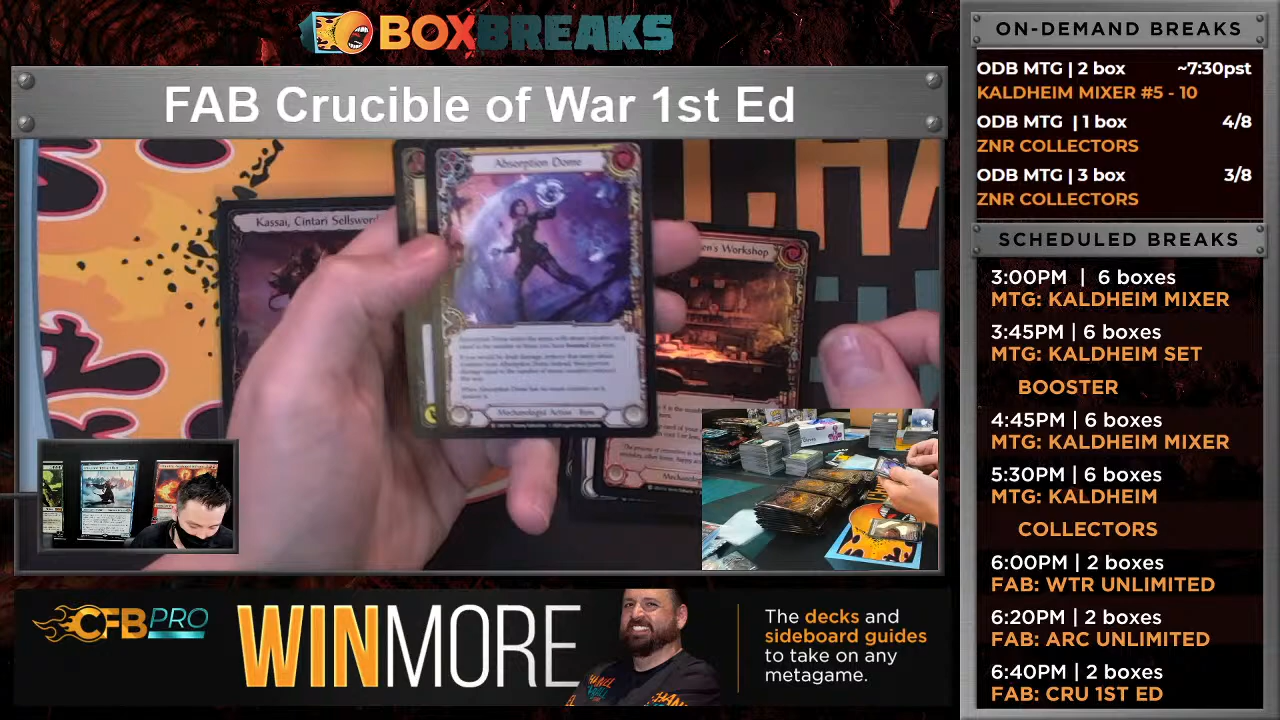 BOXBREAKS
FAB Crucible of War 1st Ed
Absorption Dome
Kassai, Cintari Sellsword
en's Workshop
Mechanologist Action - Item
CFBPRO
WINMORE
The decks and
sideboard guides
to take on any
metagame.
ON-DEMAND BREAKS
ODB MTG | 2 box ~7:30pst
KALDHEIM MIXER #5 - 10
ODB MTG | 1 box 4/8
ZNR COLLECTORS
ODB MTG | 3 box 3/8
ZNR COLLECTORS
SCHEDULED BREAKS
3:00PM | 6 boxes
MTG: KALDHEIM MIXER
3:45PM | 6 boxes
MTG: KALDHEIM SET
BOOSTER
4:45PM | 6 boxes
MTG: KALDHEIM MIXER
5:30PM | 6 boxes
MTG: KALDHEIM
COLLECTORS
6:00PM | 2 boxes
FAB: WTR UNLIMITED
6:20PM | 2 boxes
FAB: ARC UNLIMITED
6:40PM | 2 boxes
FAB: CRU 1ST ED